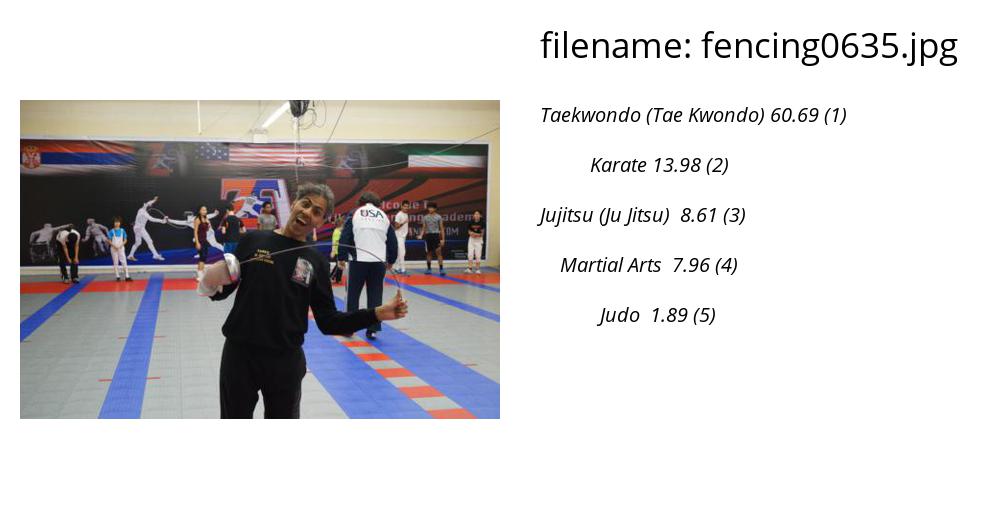 filename: fencing0635.jpg
Taekwondo (Tae Kwondo) 60.69 (1)
Karate 13.98 (2)
Jujitsu (Ju Jitsu) 8.61 (3)
Martial Arts 7.96 (4)
Judo 1.89 (5)
USA